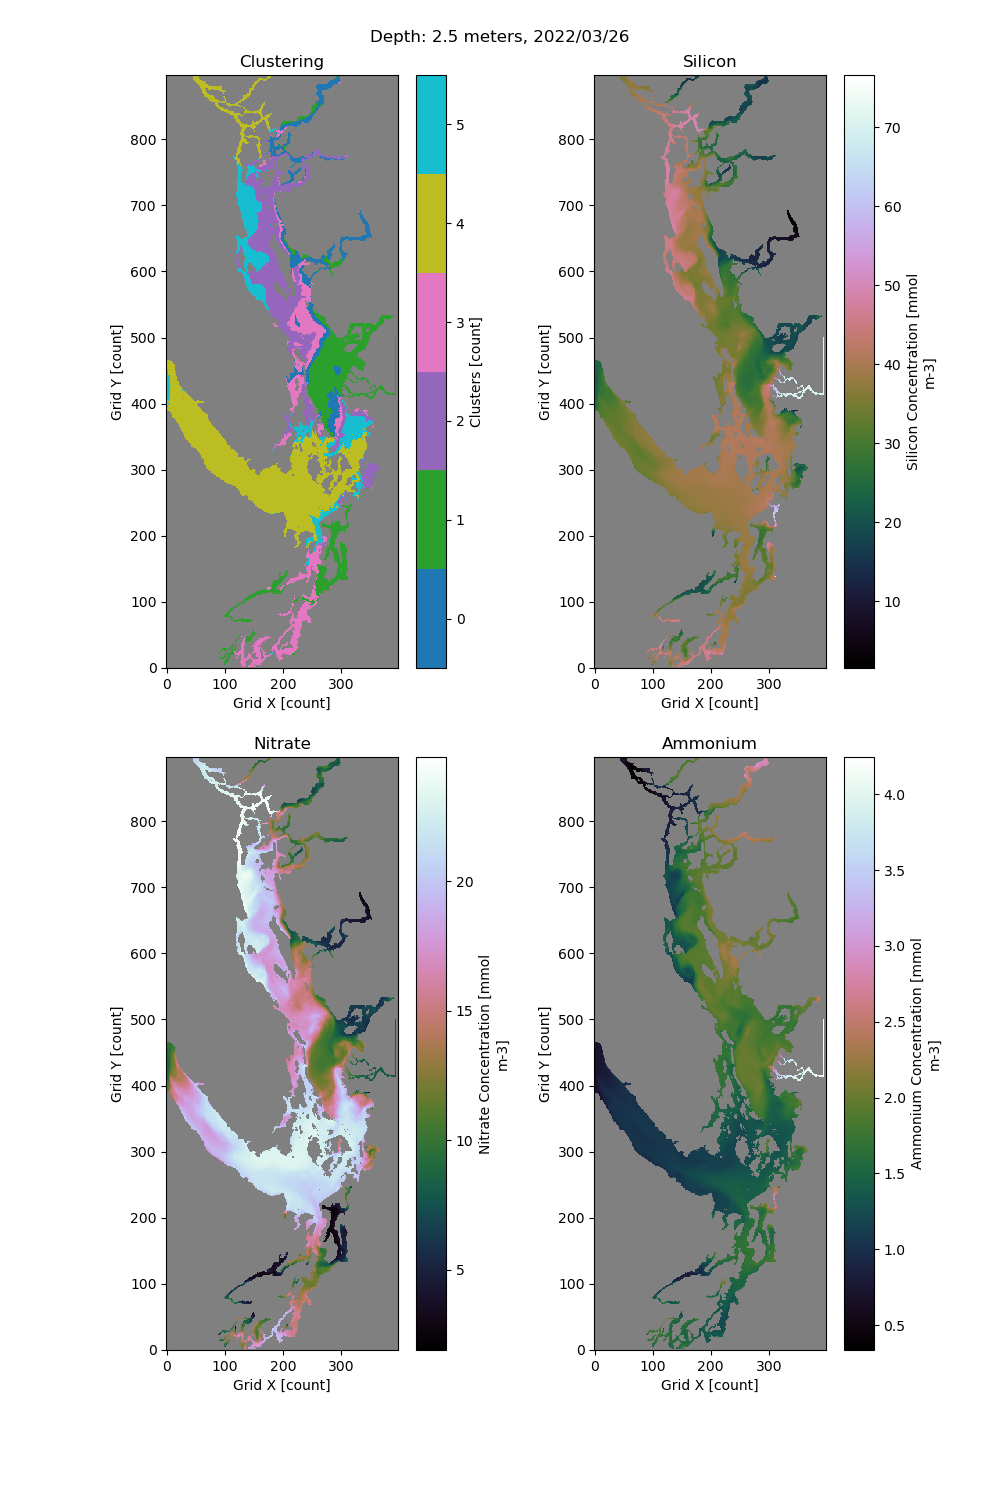 Depth: 2.5 meters, 2022/03/26
Clustering
Silicon
800
700
600
500
400
300
200
100
0
0 100 200 300
Grid X [count]
Grid Y [count]
5
4
3
2
1
0
Clusters [count]
800
700
600
500
400
300
200
100
0
0 100 200 300
Grid X [count]
Grid Y [count]
70
60
50
40
30
20
10
Silicon Concentration [mmol
m-3]
Nitrate
Ammonium
800
700
600
500
400
300
200
100
0
0 100 200 300
Grid X [count]
Grid Y [count]
20
15
10
5
Nitrate Concentration [mmol
m-3]
800
700
600
500
400
300
200
100
0
0 100 200 300
Grid X [count]
Grid Y [count]
4.0
3.5
3.0
2.5
2.0
1.5
1.0
0.5
Ammonium Concentration [mmol
m-3]